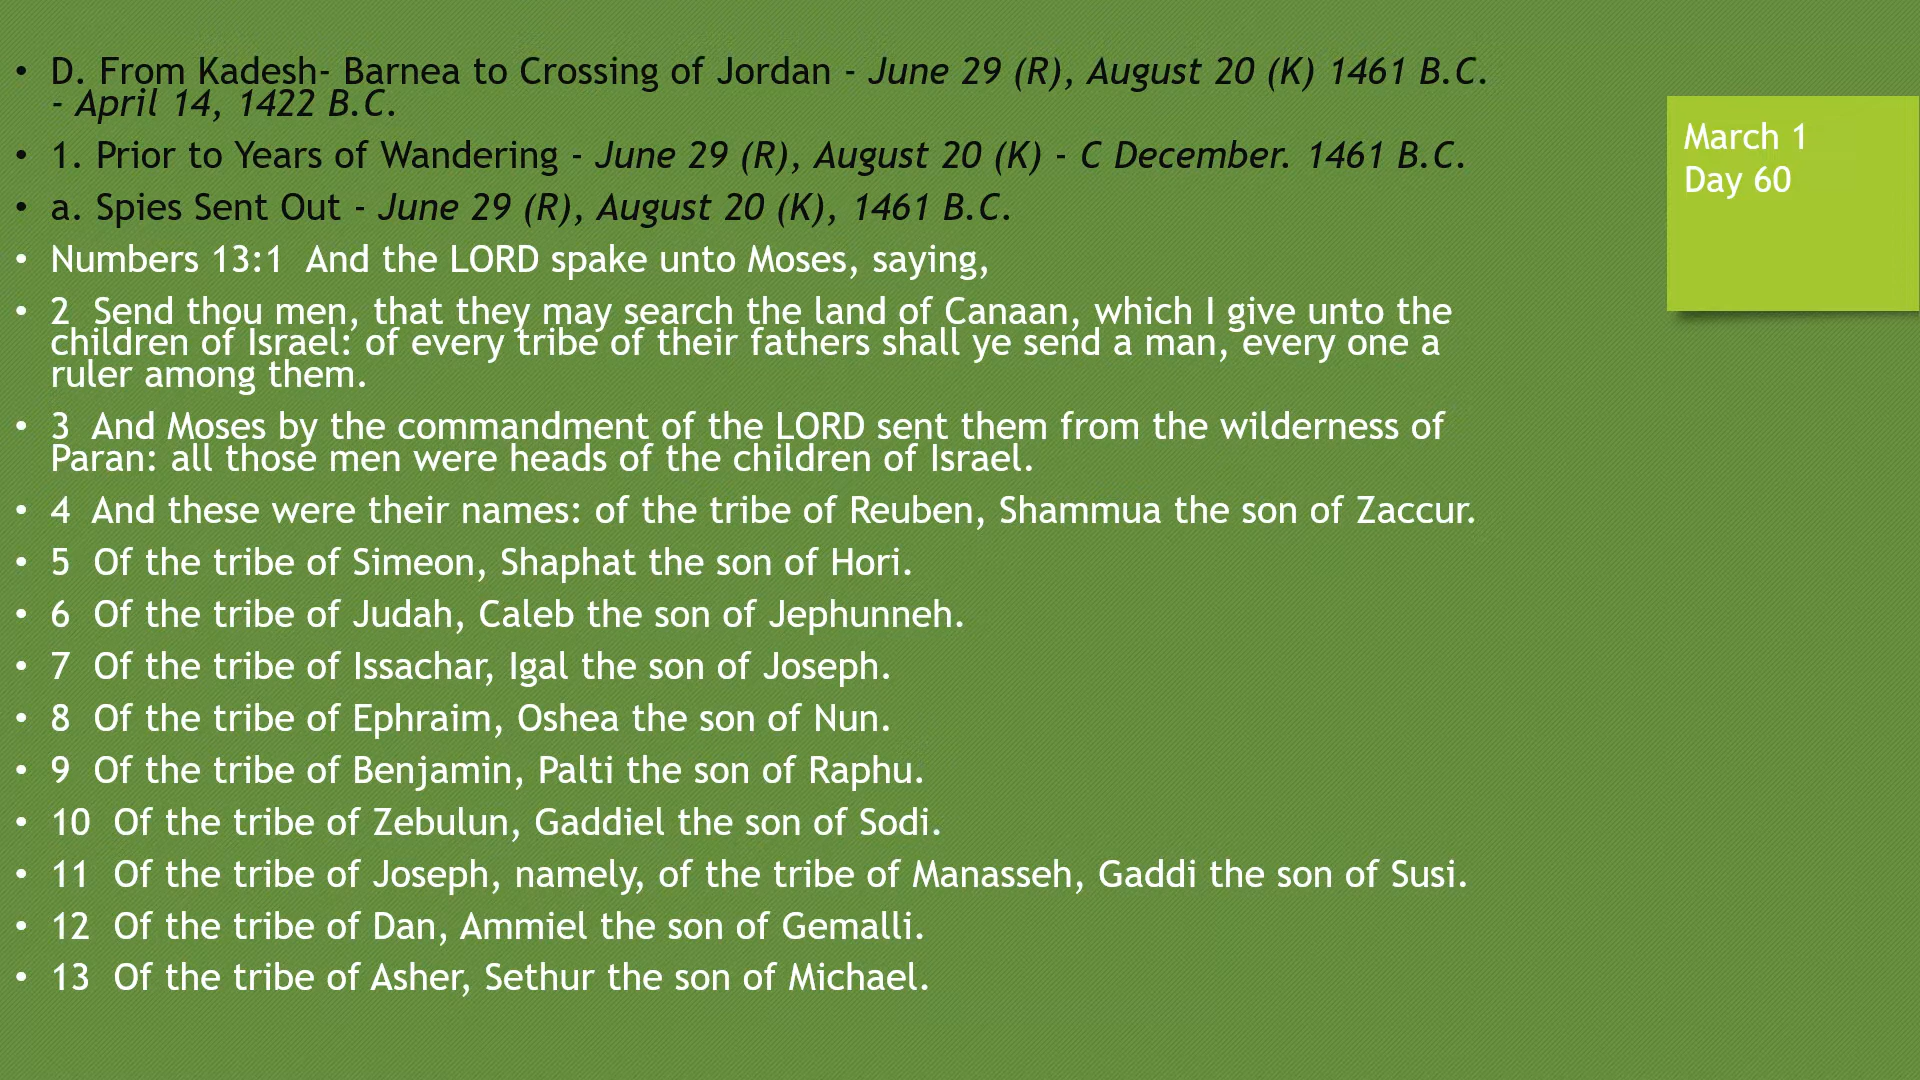 • D. From Kadesh- Barnea to Crossing of Jordan - June 29 (R), August 20 (K) 1461 B.C.
- April 14, 1422 B.C.
• 1. Prior to Years of Wandering - June 29 (R), August 20 (K) - C December. 1461 B.C.
• a. Spies Sent Out - June 29 (R), August 20 (K), 1461 B.C.
• Numbers 13:1  And the LORD spake unto Moses, saying,
• 2  Send thou men, that they may search the land of Canaan, which I give unto the
children of Israel: of every tribe of their fathers shall ye send a man, every one a
ruler among them.
• 3  And Moses by the commandment of the LORD sent them from the wilderness of
Paran: all those men were heads of the children of Israel.
• 4  And these were their names: of the tribe of Reuben, Shammua the son of Zaccur.
• 5  Of the tribe of Simeon, Shaphat the son of Hori.
• 6  Of the tribe of Judah, Caleb the son of Jephunneh.
• 7  Of the tribe of Issachar, Igal the son of Joseph.
• 8  Of the tribe of Ephraim, Oshea the son of Nun.
• 9  Of the tribe of Benjamin, Palti the son of Raphu.
• 10  Of the tribe of Zebulun, Gaddiel the son of Sodi.
• 11  Of the tribe of Joseph, namely, of the tribe of Manasseh, Gaddi the son of Susi.
• 12  Of the tribe of Dan, Ammiel the son of Gemalli.
• 13  Of the tribe of Asher, Sethur the son of Michael.
March 1
Day 60